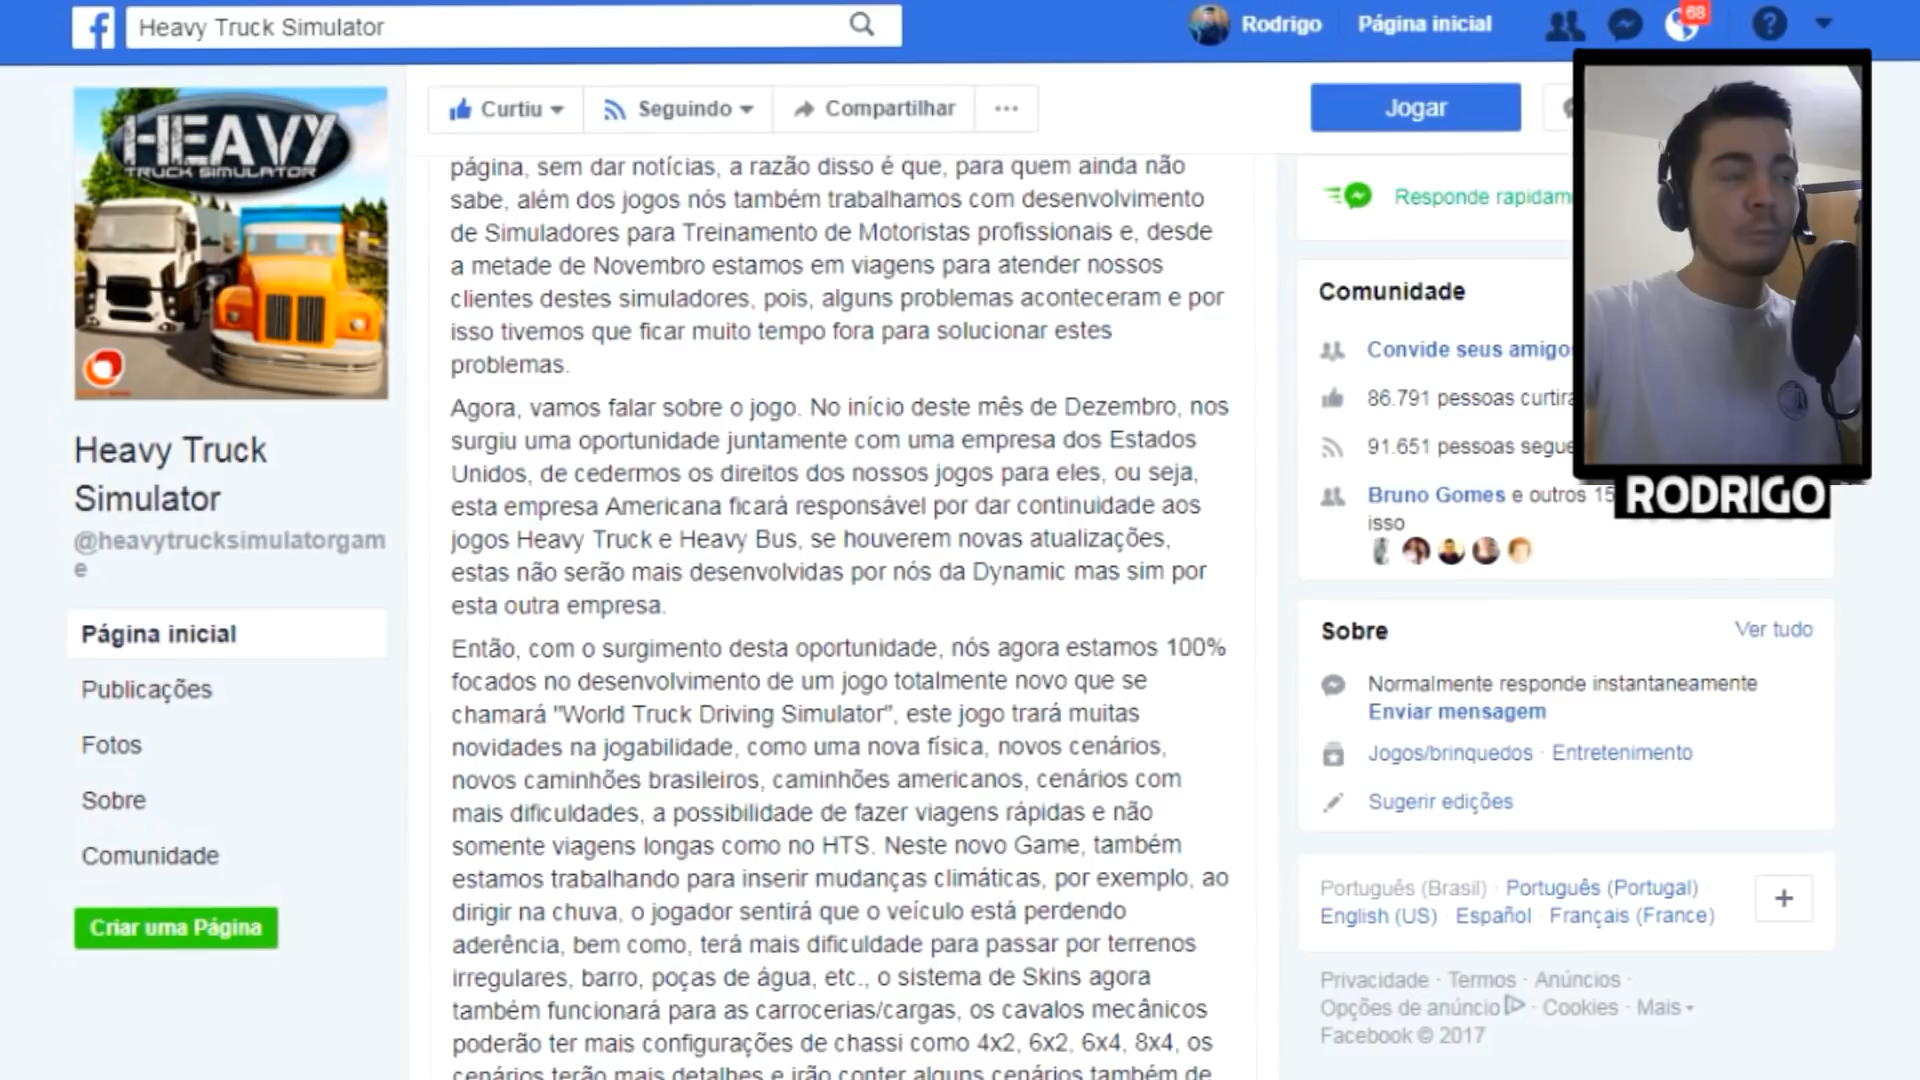 Heavy Truck Simulator
Rodrigo
Página inicial
68
HEAVY
TRUCK SIMULATOR
Curtiu
Seguindo
Compartilhar
Jogar
Heavy Truck
Simulator
@heavytrucksimulatorgam
e
Página inicial
Publicações
Fotos
Sobre
Comunidade
Criar uma Página
página, sem dar notícias, a razão disso é que, para quem ainda não
sabe, além dos jogos nós também trabalhamos com desenvolvimento
de Simuladores para Treinamento de Motoristas profissionais e, desde
a metade de Novembro estamos em viagens para atender nossos
clientes destes simuladores, pois, alguns problemas aconteceram e por
isso tivemos que ficar muito tempo fora para solucionar estes
problemas.
Agora, vamos falar sobre o jogo. No início deste mês de Dezembro, nos
surgiu uma oportunidade juntamente com uma empresa dos Estados
Unidos, de cedermos os direitos dos nossos jogos para eles, ou seja,
esta empresa Americana ficará responsável por dar continuidade aos
jogos Heavy Truck e Heavy Bus, se houverem novas atualizações,
estas não serão mais desenvolvidas por nós da Dynamic mas sim por
esta outra empresa.
Então, com o surgimento desta oportunidade, nós agora estamos 100%
focados no desenvolvimento de um jogo totalmente novo que se
chamará "World Truck Driving Simulator", este jogo trará muitas
novidades na jogabilidade, como uma nova física, novos cenários,
novos caminhões brasileiros, caminhões americanos, cenários com
mais dificuldades, a possibilidade de fazer viagens rápidas e não
somente viagens longas como no HTS. Neste novo Game, também
estamos trabalhando para inserir mudanças climáticas, por exemplo, ao
dirigir na chuva, o jogador sentirá que o veículo está perdendo
aderência, bem como, terá mais dificuldade para passar por terrenos
irregulares, barro, poças de água, etc., o sistema de Skins agora
também funcionará para as carrocerias/cargas, os cavalos mecânicos
poderão ter mais configurações de chassi como 4x2, 6x2, 6x4, 8x4, os
cenários terão mais detalhes e irão conter alguns cenários também de
Responde rapidam
Comunidade
Convide seus amigo
86.791 pessoas curtira
91.651 pessoas segue
Bruno Gomes e outros 15
isso
RODRIGO
Sobre
Ver tudo
Normalmente responde instantaneamente
Enviar mensagem
Jogos/brinquedos · Entretenimento
Sugerir edições
Português (Brasil) · Português (Portugal) ·
English (US) · Español · Français (France)
Privacidade · Termos · Anúncios ·
Opções de anúncio · Cookies · Mais
Facebook © 2017